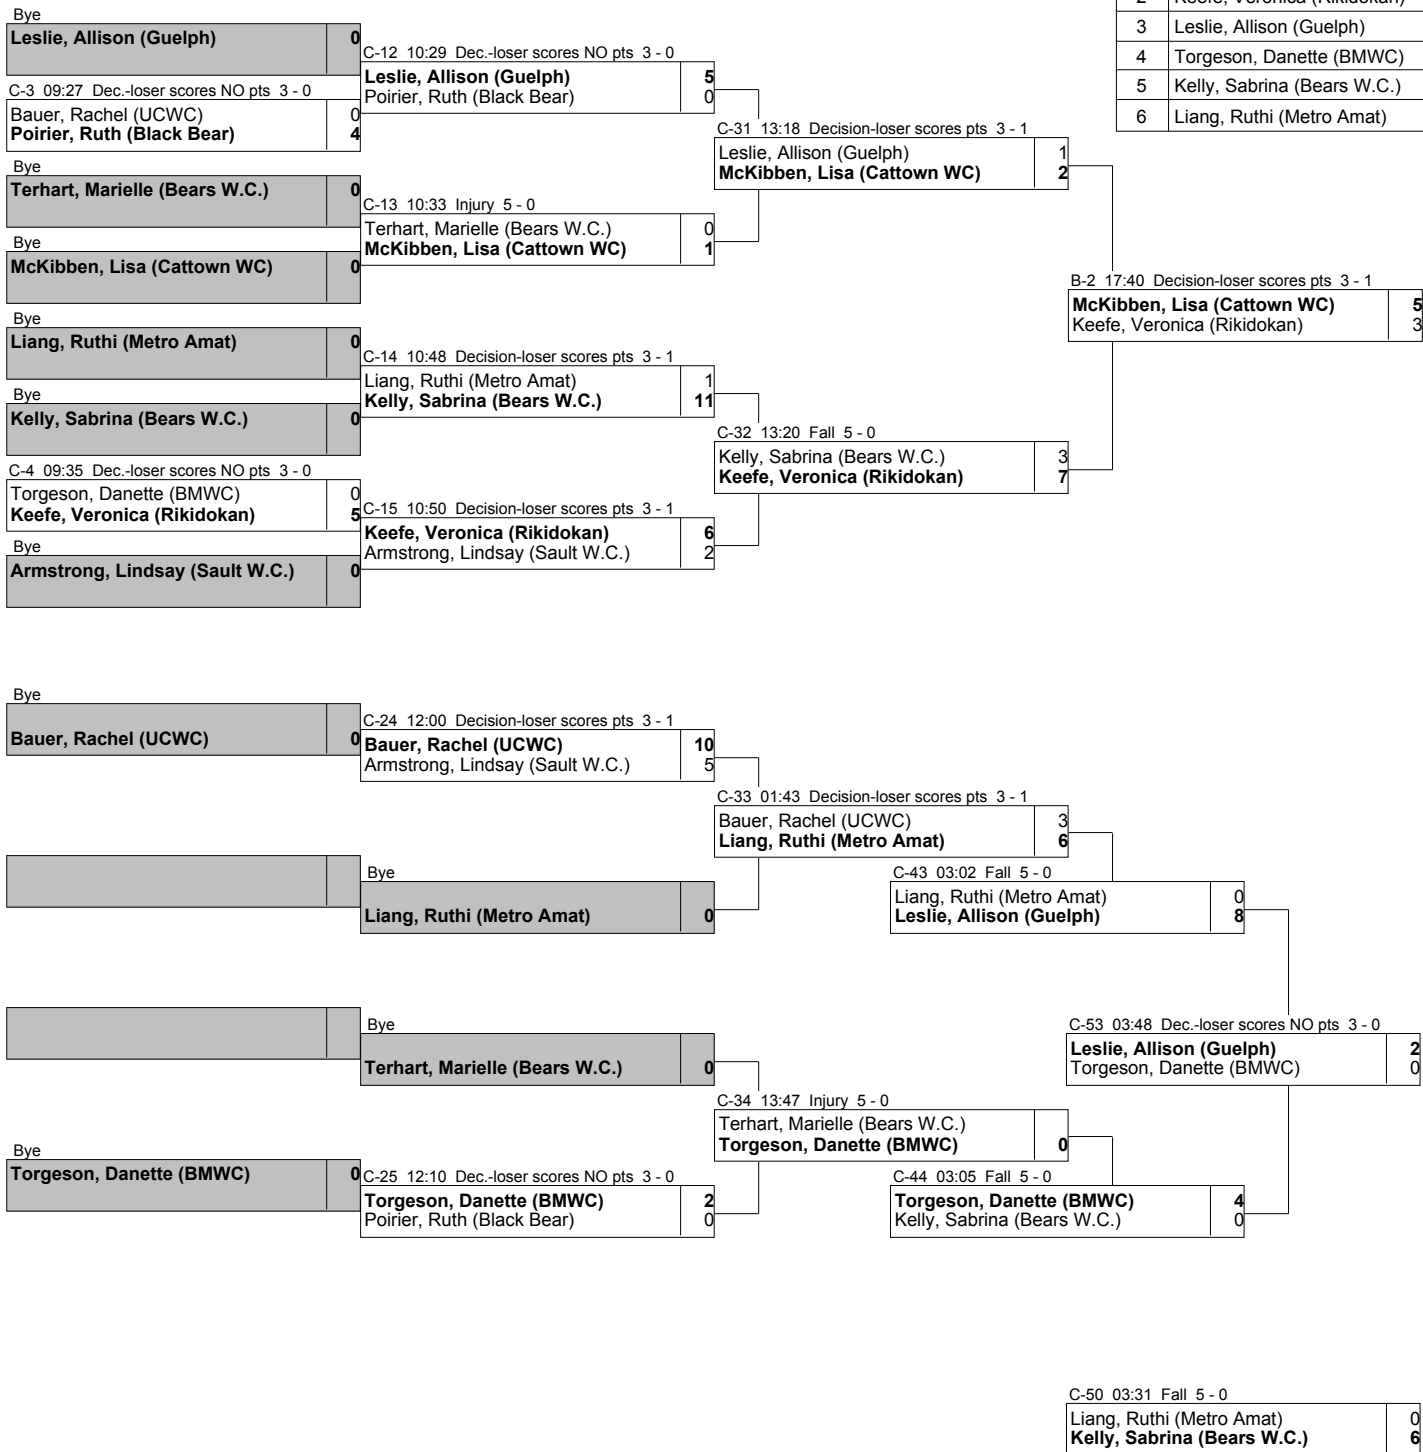 2 Keefe, Veronica (Rikidokan)
3 Leslie, Allison (Guelph)
4 Torgeson, Danette (BMWC)
5 Kelly, Sabrina (Bears W.C.)
6 Liang, Ruthi (Metro Amat)
Bye
Leslie, Allison (Guelph) 0
C-3 09:27 Dec.-loser scores NO pts 3 - 0
Bauer, Rachel (UCWC) 0
Poirier, Ruth (Black Bear) 4
Bye
Terhart, Marielle (Bears W.C.) 0
Bye
McKibben, Lisa (Cattown WC) 0
Bye
Liang, Ruthi (Metro Amat) 0
Bye
Kelly, Sabrina (Bears W.C.) 0
C-4 09:35 Dec.-loser scores NO pts 3 - 0
Torgeson, Danette (BMWC) 0
Keefe, Veronica (Rikidokan) 5
Bye
Armstrong, Lindsay (Sault W.C.) 0
C-12 10:29 Dec.-loser scores NO pts 3 - 0
Leslie, Allison (Guelph) 5
Poirier, Ruth (Black Bear) 0
C-13 10:33 Injury 5 - 0
Terhart, Marielle (Bears W.C.) 0
McKibben, Lisa (Cattown WC) 1
C-14 10:48 Decision-loser scores pts 3 - 1
Liang, Ruthi (Metro Amat) 1
Kelly, Sabrina (Bears W.C.) 11
C-15 10:50 Decision-loser scores pts 3 - 1
Keefe, Veronica (Rikidokan) 6
Armstrong, Lindsay (Sault W.C.) 2
C-31 13:18 Decision-loser scores pts 3 - 1
Leslie, Allison (Guelph) 1
McKibben, Lisa (Cattown WC) 2
C-32 13:20 Fall 5 - 0
Kelly, Sabrina (Bears W.C.) 3
Keefe, Veronica (Rikidokan) 7
B-2 17:40 Decision-loser scores pts 3 - 1
McKibben, Lisa (Cattown WC) 5
Keefe, Veronica (Rikidokan) 3
Bye
Bauer, Rachel (UCWC) 0
Bye
Torgeson, Danette (BMWC) 0
C-24 12:00 Decision-loser scores pts 3 - 1
Bauer, Rachel (UCWC) 10
Armstrong, Lindsay (Sault W.C.) 5
Bye
Liang, Ruthi (Metro Amat) 0
Bye
Terhart, Marielle (Bears W.C.) 0
C-25 12:10 Dec.-loser scores NO pts 3 - 0
Torgeson, Danette (BMWC) 2
Poirier, Ruth (Black Bear) 0
C-33 01:43 Decision-loser scores pts 3 - 1
Bauer, Rachel (UCWC) 3
Liang, Ruthi (Metro Amat) 6
C-34 13:47 Injury 5 - 0
Terhart, Marielle (Bears W.C.)
Torgeson, Danette (BMWC) 0
C-43 03:02 Fall 5 - 0
Liang, Ruthi (Metro Amat) 0
Leslie, Allison (Guelph) 8
C-44 03:05 Fall 5 - 0
Torgeson, Danette (BMWC) 4
Kelly, Sabrina (Bears W.C.) 0
C-53 03:48 Dec.-loser scores NO pts 3 - 0
Leslie, Allison (Guelph) 2
Torgeson, Danette (BMWC) 0
C-50 03:31 Fall 5 - 0
Liang, Ruthi (Metro Amat) 0
Kelly, Sabrina (Bears W.C.) 6